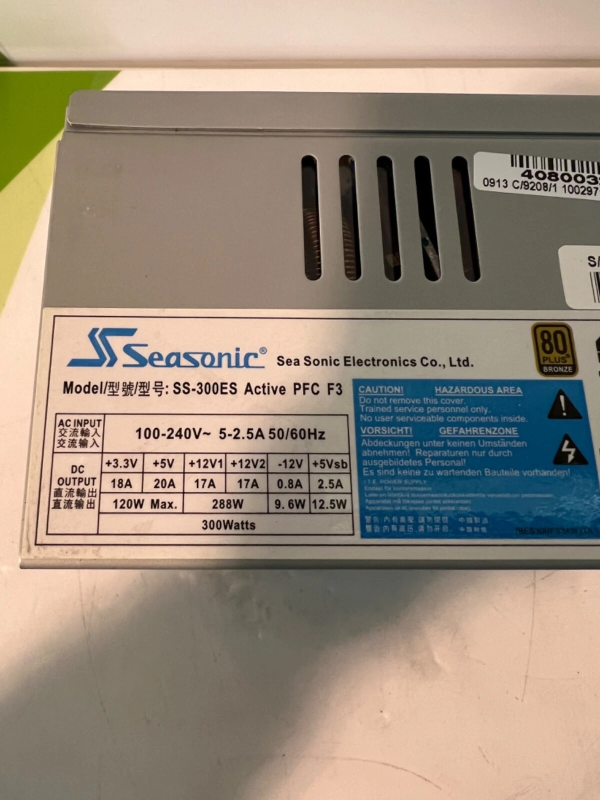 408003
0913 C/9208/1 100297
S/
Seasonic® Sea Sonic Electronics Co., Ltd.
80
PLUS
BRONZE
Model/型號/型号: SS-300ES Active PFC F3
AC INPUT
交流輸入
交流输入
100-240V~ 5-2.5A 50/60Hz
DC
OUTPUT
直流輸出
直流输出
+3.3V +5V +12V1 +12V2 -12V +5Vsb
18A 20A 17A 17A 0.8A 2.5A
120W Max. 288W 9.6W 12.5W
300Watts
CAUTION! HAZARDOUS AREA
Do not remove this cover.
Trained service personnel only.
No user serviceable components inside.
VORSICHT! GEFAHRENZONE
Abdeckungen unter keinen Umständen
abnehmen! Reparaturen nur durch
ausgebildetes Personal!
Es sind keine zu wartenden Bauteile vorhanden!
I.T.E. POWER SUPPLY